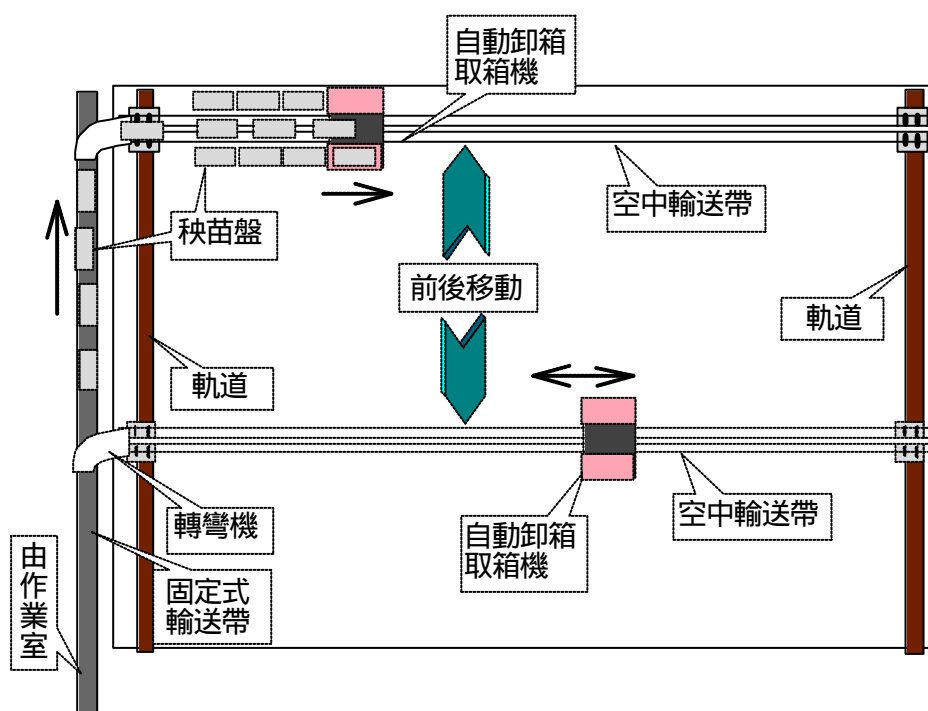 自動卸箱
取箱機
空中輸送帶
秧苗盤
前後移動
軌道
軌道
轉彎機
自動卸箱
取箱機
空中輸送帶
固定式
輸送帶
由作業室